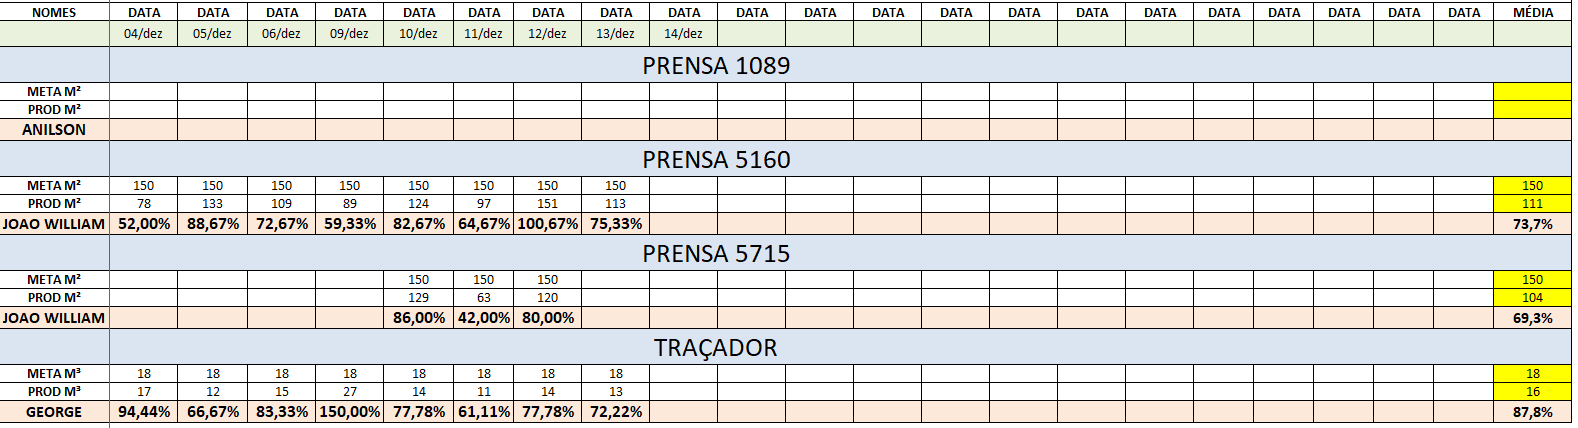 NOMES DATA DATA DATA DATA DATA DATA DATA DATA DATA DATA DATA DATA DATA DATA DATA DATA DATA DATA DATA DATA DATA MÉDIA
04/dez 05/dez 06/dez 09/dez 10/dez 11/dez 12/dez 13/dez 14/dez
PRENSA 1089
META M²
PROD M²
ANILSON
PRENSA 5160
META M² 150 150 150 150 150 150 150 150 150
PROD M² 78 133 109 89 124 97 151 113 111
JOAO WILLIAM 52,00% 88,67% 72,67% 59,33% 82,67% 64,67% 100,67% 75,33% 73,7%
PRENSA 5715
META M² 150 150 150 150
PROD M² 129 63 120 104
JOAO WILLIAM 86,00% 42,00% 80,00% 69,3%
TRAÇADOR
META M³ 18 18 18 18 18 18 18 18 18
PROD M³ 17 12 15 27 14 11 14 13 16
GEORGE 94,44% 66,67% 83,33% 150,00% 77,78% 61,11% 77,78% 72,22% 87,8%